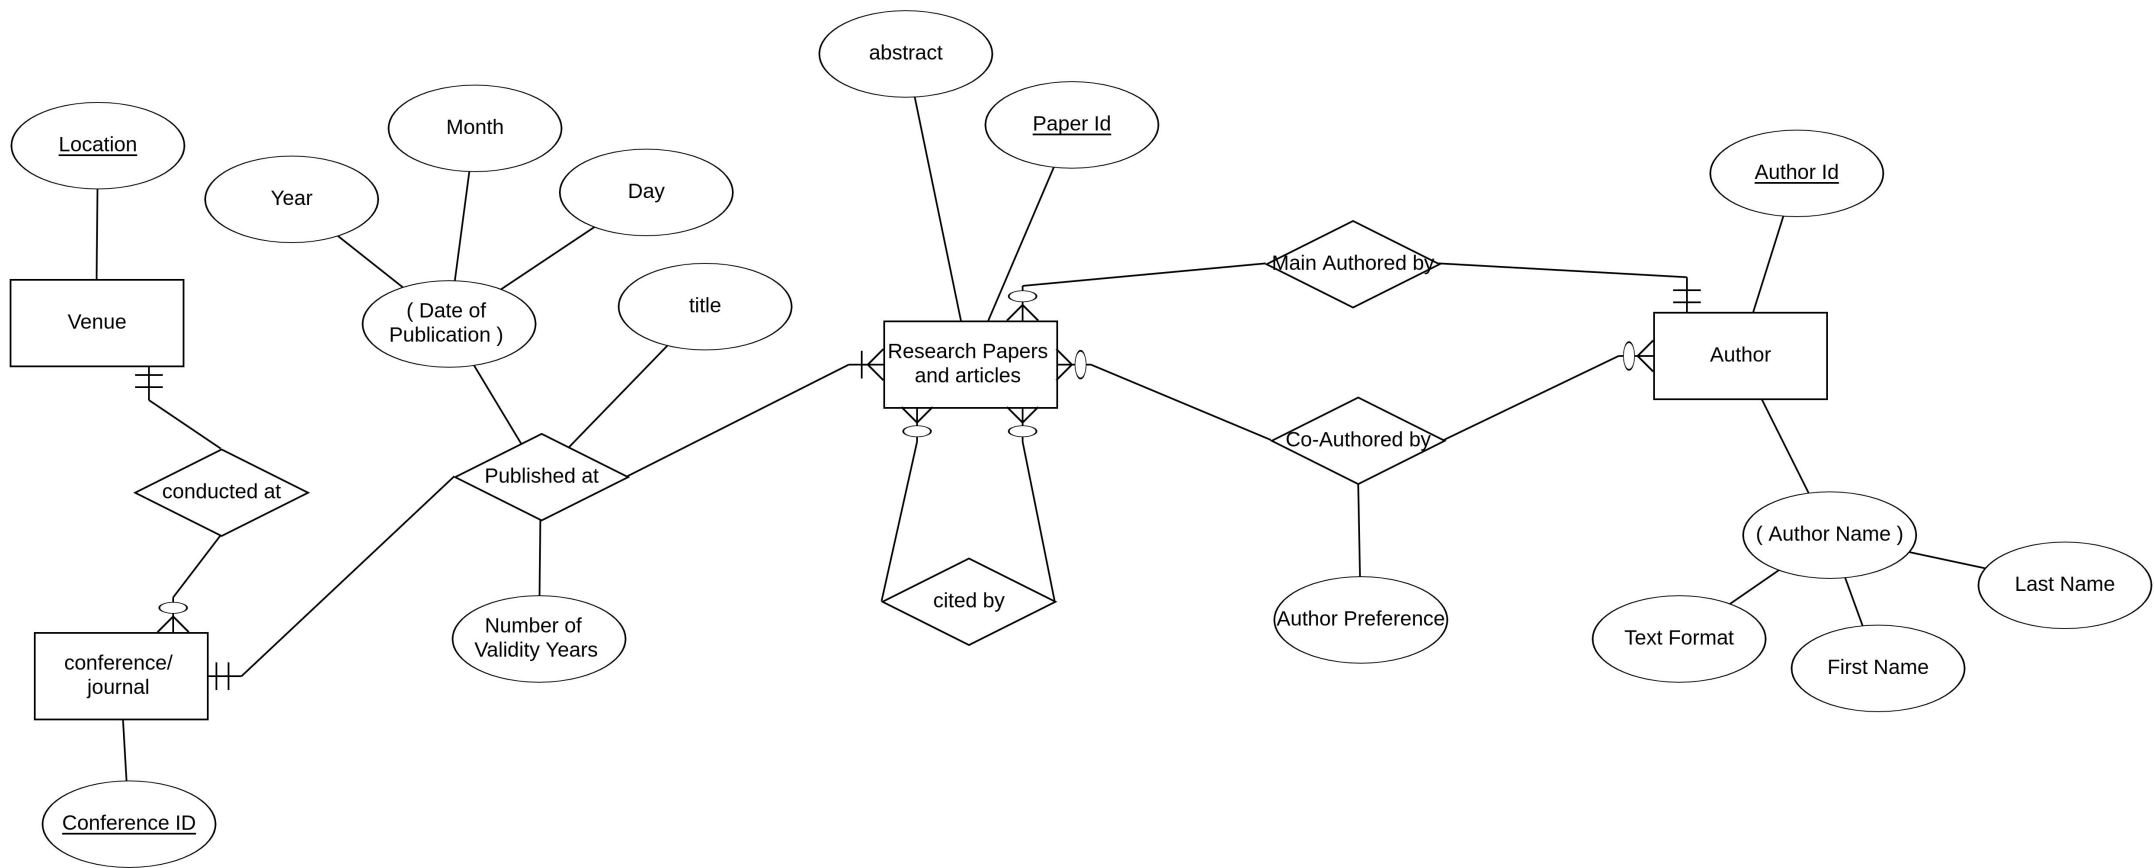 abstract
Paper Id
Location
Month
Year
Day
Author Id
Main Authored by
( Date of
Publication )
title
Venue
Research Papers
and articles
Author
Co-Authored by
Published at
conducted at
( Author Name )
cited by
Last Name
Author Preference
Number of
Validity Years
Text Format
First Name
conference/
journal
Conference ID